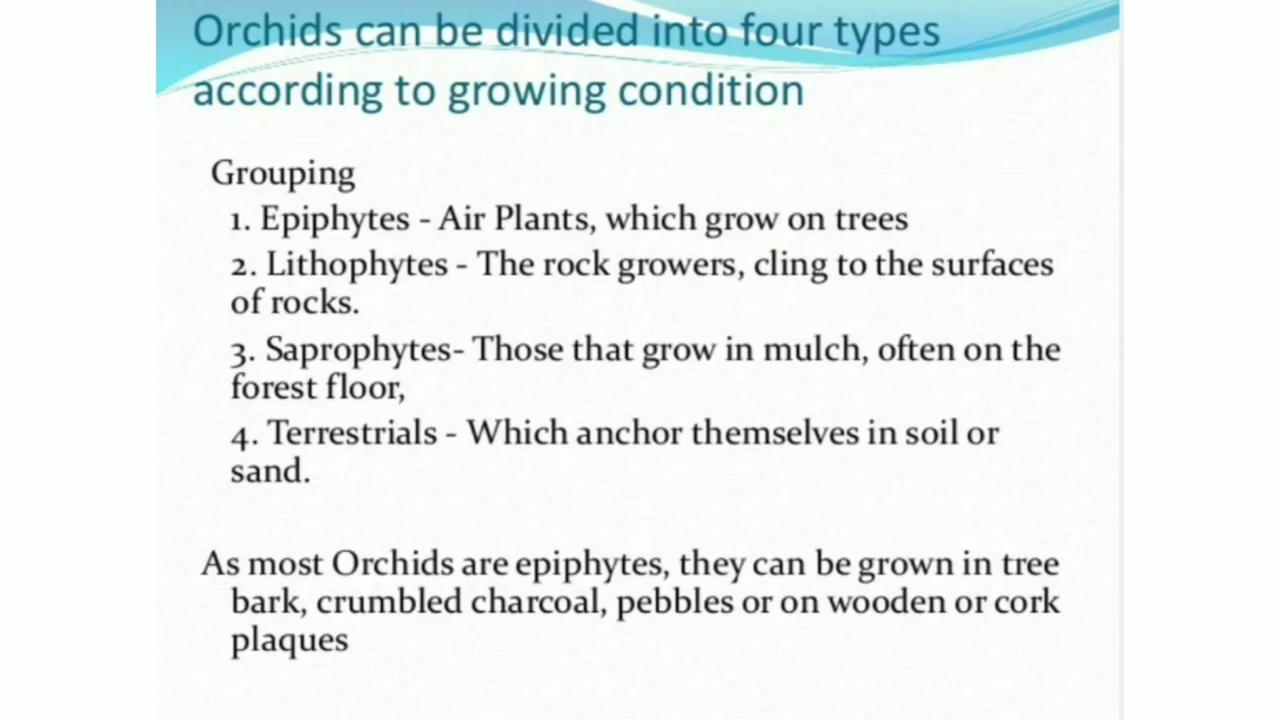 Orchids can be divided into four types
according to growing condition
Grouping
1. Epiphytes - Air Plants, which grow on trees
2. Lithophytes - The rock growers, cling to the surfaces
of rocks.
3. Saprophytes- Those that grow in mulch, often on the
forest floor,
4. Terrestrials - Which anchor themselves in soil or
sand.
As most Orchids are epiphytes, they can be grown in tree
bark, crumbled charcoal, pebbles or on wooden or cork
plaques